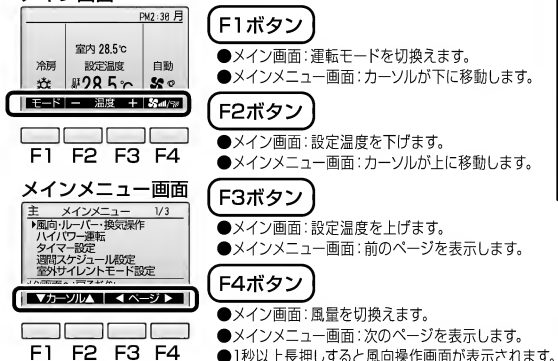 メイン画面
PM2:30 月
室内 28.5℃
冷房 設定温度 自動
28.5℃
モード − 温度 +
F1 F2 F3 F4
メインメニュー画面
主 メインメニュー 1/3
▶風向・ルーバー・換気操作
ハイパワー運転
タイマー設定
週間スケジュール設定
室外サイレントモード設定
▼カーソル▲ ◀ ページ ▶
F1 F2 F3 F4
F1ボタン
●メイン画面:運転モードを切換えます。
●メインメニュー画面:カーソルが下に移動します。
F2ボタン
●メイン画面:設定温度を下げます。
●メインメニュー画面:カーソルが上に移動します。
F3ボタン
●メイン画面:設定温度を上げます。
●メインメニュー画面:前のページを表示します。
F4ボタン
●メイン画面:風量を切換えます。
●メインメニュー画面:次のページを表示します。
●1秒以上長押しすると風向操作画面が表示されます。